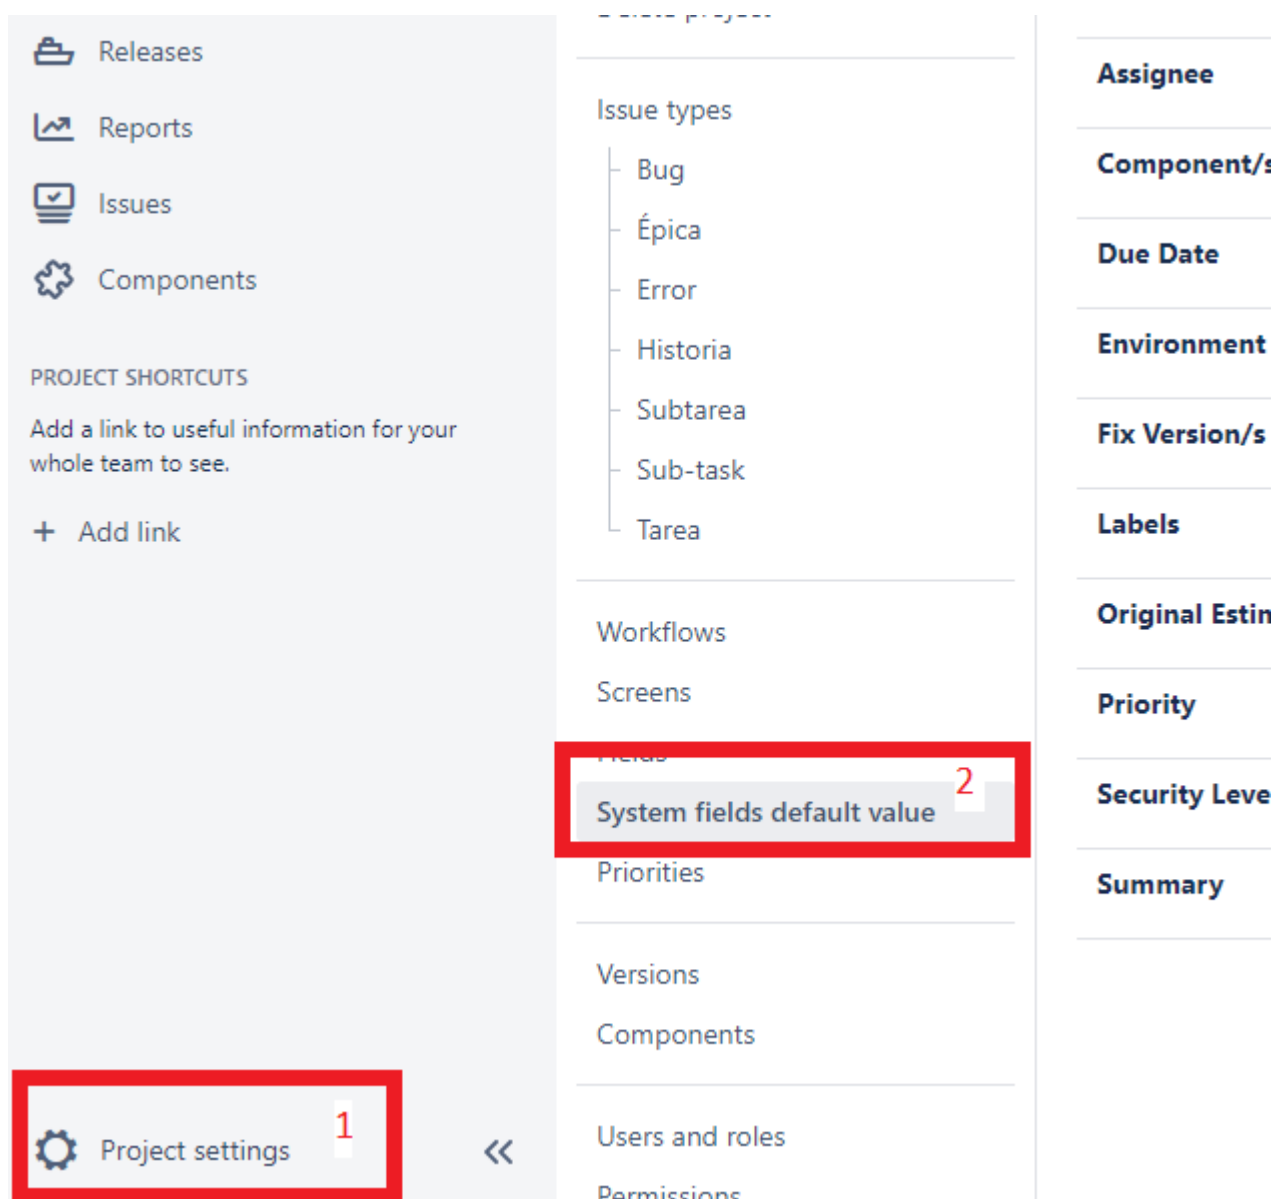 Releases
Reports
Issues
Components
PROJECT SHORTCUTS
Add a link to useful information for your
whole team to see.
+ Add link
1
Project settings
project
Issue types
Bug
Épica
Error
Historia
Subtarea
Sub-task
Tarea
Workflows
Screens
Fields
2
System fields default value
Priorities
Versions
Components
Users and roles
Permissions
Assignee
Component/s
Due Date
Environment
Fix Version/s
Labels
Original Estim
Priority
Security Leve
Summary